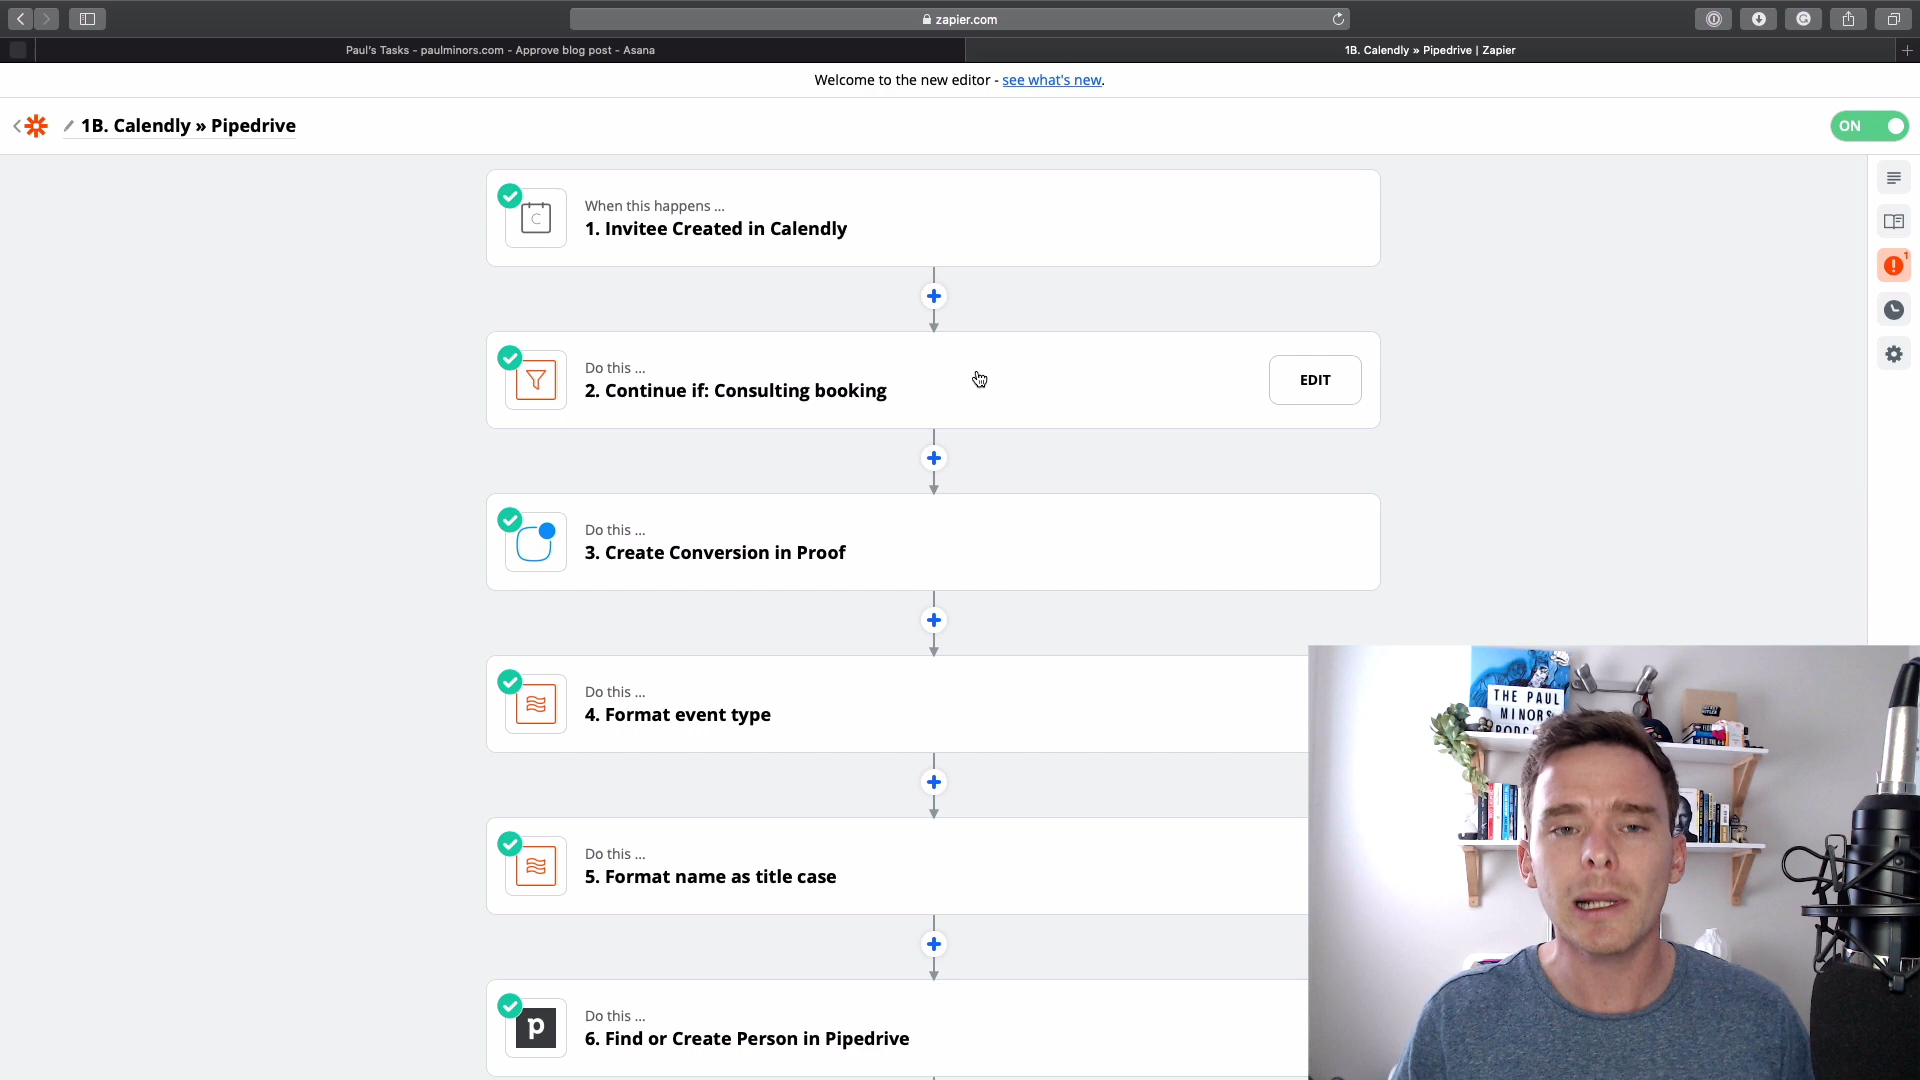 zipier.com
Paul's Tasks - paulminors.com - Approve blog post - Asana
1B. Calendly » Pipedrive | Zapier
Welcome to the new editor - see what's new.
1B. Calendly » Pipedrive
ON
When this happens ...
1. Invitee Created in Calendly
1
Do this ...
2. Continue if: Consulting booking
EDIT
Do this ...
3. Create Conversion in Proof
Do this ...
4. Format event type
Do this ...
5. Format name as title case
Do this ...
6. Find or Create Person in Pipedrive
THE PAUL
MINORS